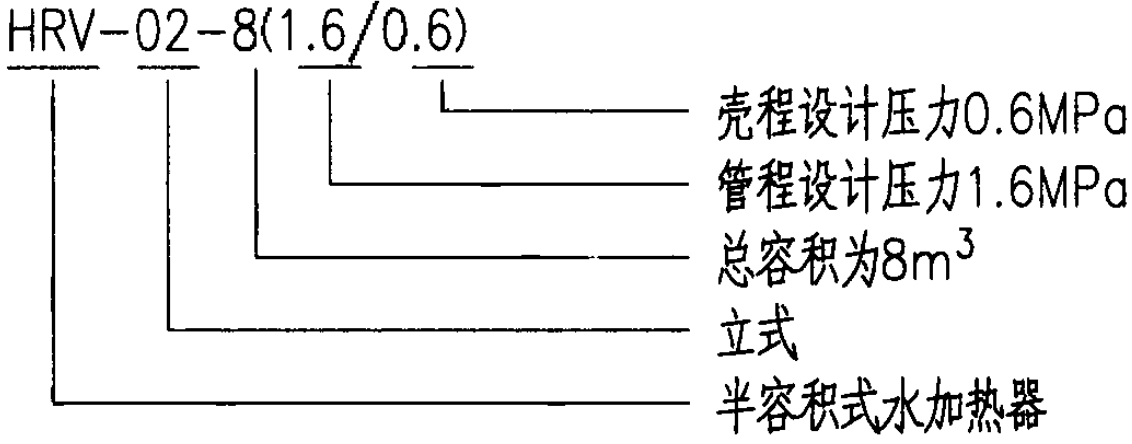 HRV-02-8(1.6/0.6)
壳程设计压力0.6MPa
管程设计压力1.6MPa
总容积为8m³
立式
半容积式水加热器